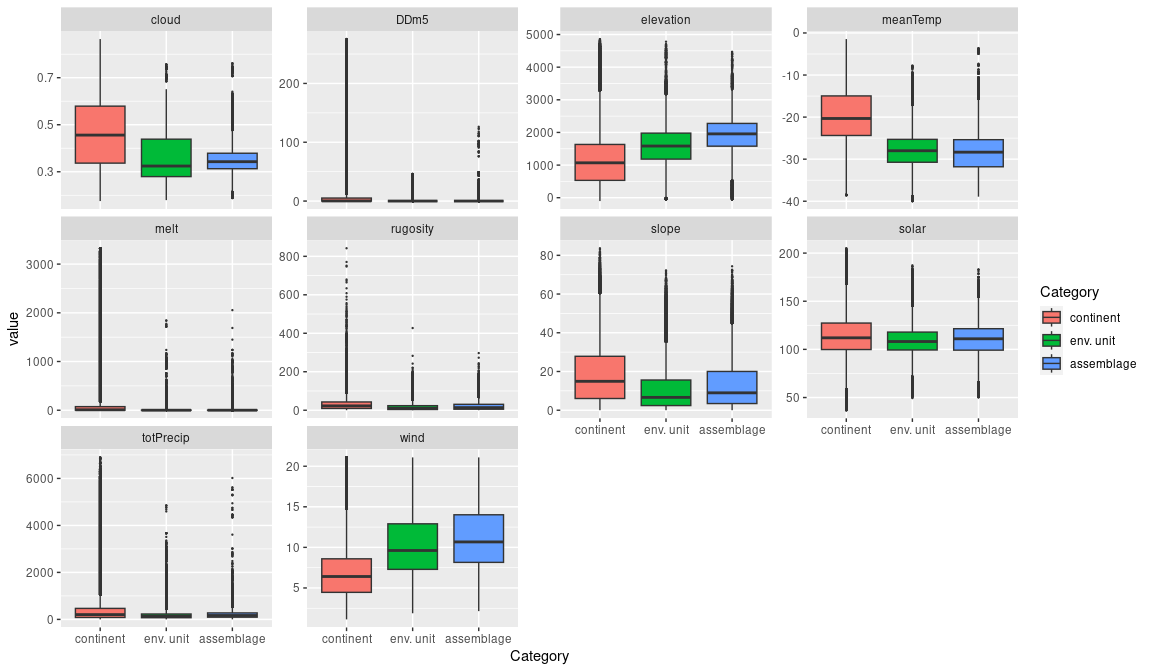 cloud
DDm5
elevation
meanTemp
0.7
0.5
0.3
200
100
0
5000
4000
3000
2000
1000
0
0
-10
-20
-30
-40
melt
rugosity
slope
solar
3000
2000
1000
0
800
600
400
200
0
80
60
40
20
0
200
150
100
50
continent env. unit assemblage
continent env. unit assemblage
totPrecip
wind
6000
4000
2000
0
20
15
10
5
continent env. unit assemblage
continent env. unit assemblage
value
Category
Category
continent
env. unit
assemblage